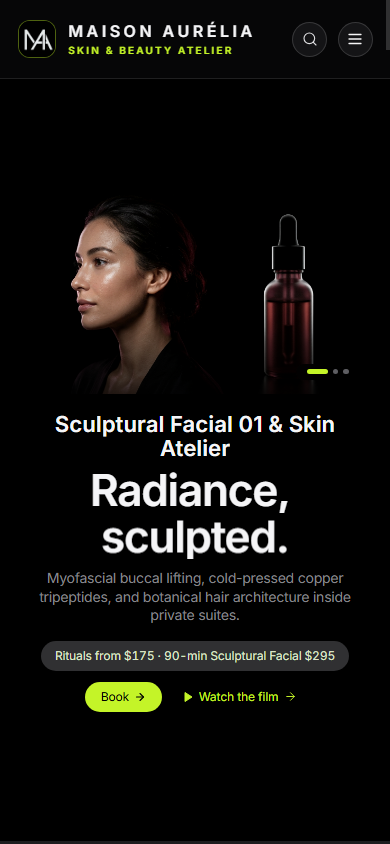 MA
MAISON AURÉLIA
SKIN & BEAUTY ATELIER
Sculptural Facial 01 & Skin
Atelier
Radiance,
sculpted.
Myofascial buccal lifting, cold-pressed copper
tripeptides, and botanical hair architecture inside
private suites.
Rituals from $175 · 90-min Sculptural Facial $295
Book →
Watch the film →